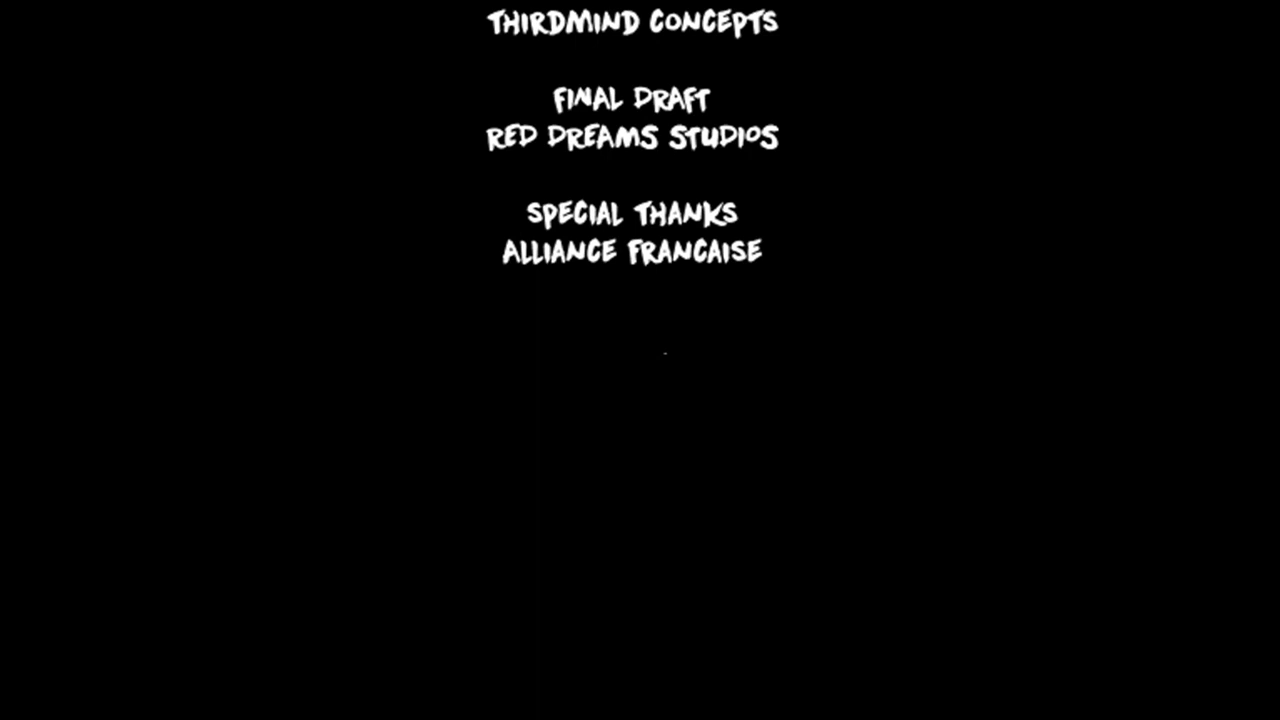 THIRDMIND CONCEPTS
FINAL DRAFT
RED DREAMS STUDIOS
SPECIAL THANKS
ALLIANCE FRANCAISE